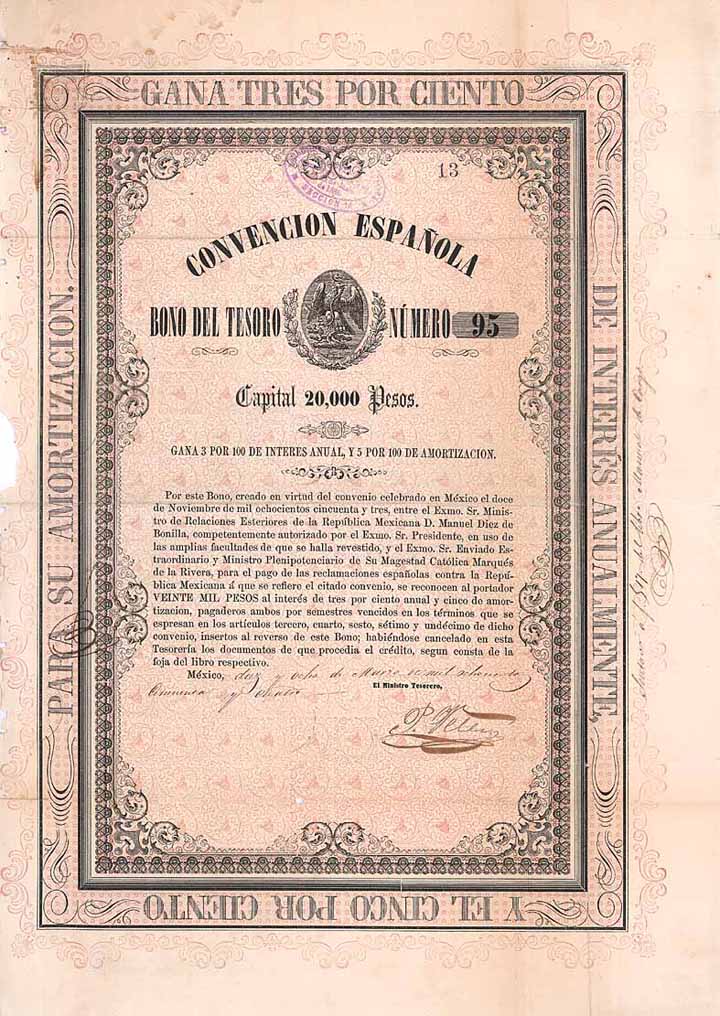 GANA TRES POR CIENTO
DE INTERÉS ANUALMENTE,
Y EL CINCO POR CIENTO
PARA SU AMORTIZACION.
13
CONVENCION ESPAÑOLA
BONO DEL TESORO NÚMERO 95
Capital 20,000 Pesos.
GANA 3 POR 100 DE INTERES ANUAL, Y 5 POR 100 DE AMORTIZACION.
Por este Bono, creado en virtud del convenio celebrado en México el doce
de Noviembre de mil ochocientos cincuenta y tres, entre el Exmo. Sr. Minis-
tro de Relaciones Esteriores de la República Mexicana D. Manuel Diez de
Bonilla, competentemente autorizado por el Exmo. Sr. Presidente, en uso de
las amplias facultades de que se halla revestido, y el Exmo. Sr. Enviado Es-
traordinario y Ministro Plenipotenciario de Su Magestad Católica Marqués
de la Rivera, para el pago de las reclamaciones españolas contra la Repú-
blica Mexicana á que se refiere el citado convenio, se reconocen al portador
VEINTE MIL PESOS al interés de tres por ciento anual y cinco de amor-
tizacion, pagaderos ambos por semestres vencidos en los términos que se
espresan en los artículos tercero, cuarto, sesto, sétimo y undécimo de dicho
convenio, insertos al reverso de este Bono; habiéndose cancelado en esta
Tesorería los documentos de que procedia el crédito, segun consta de la
foja del libro respectivo.
México, diez y ocho de
Cincuenta y cuatro
El Ministro Tesorero,